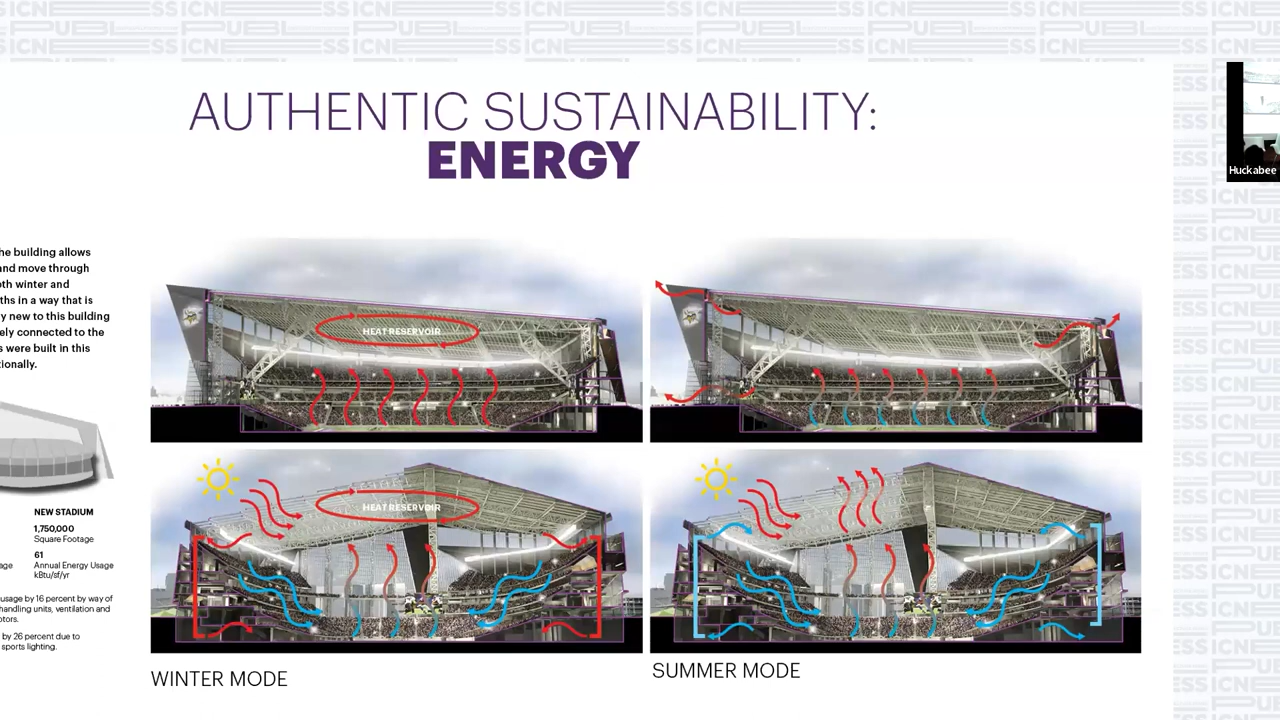 AUTHENTIC SUSTAINABILITY:
ENERGY
Huckabee
he building allows
and move through
oth winter and
ths in a way that is
y new to this building
ely connected to the
s were built in this
tionally.
HEAT RESERVOIR
HEAT RESERVOIR
NEW STADIUM
1,750,000
Square Footage
61
age Annual Energy Usage
kBtu/sf/yr
usage by 16 percent by way of
handling units, ventilation and
otors.
by 26 percent due to
sports lighting.
WINTER MODE
SUMMER MODE